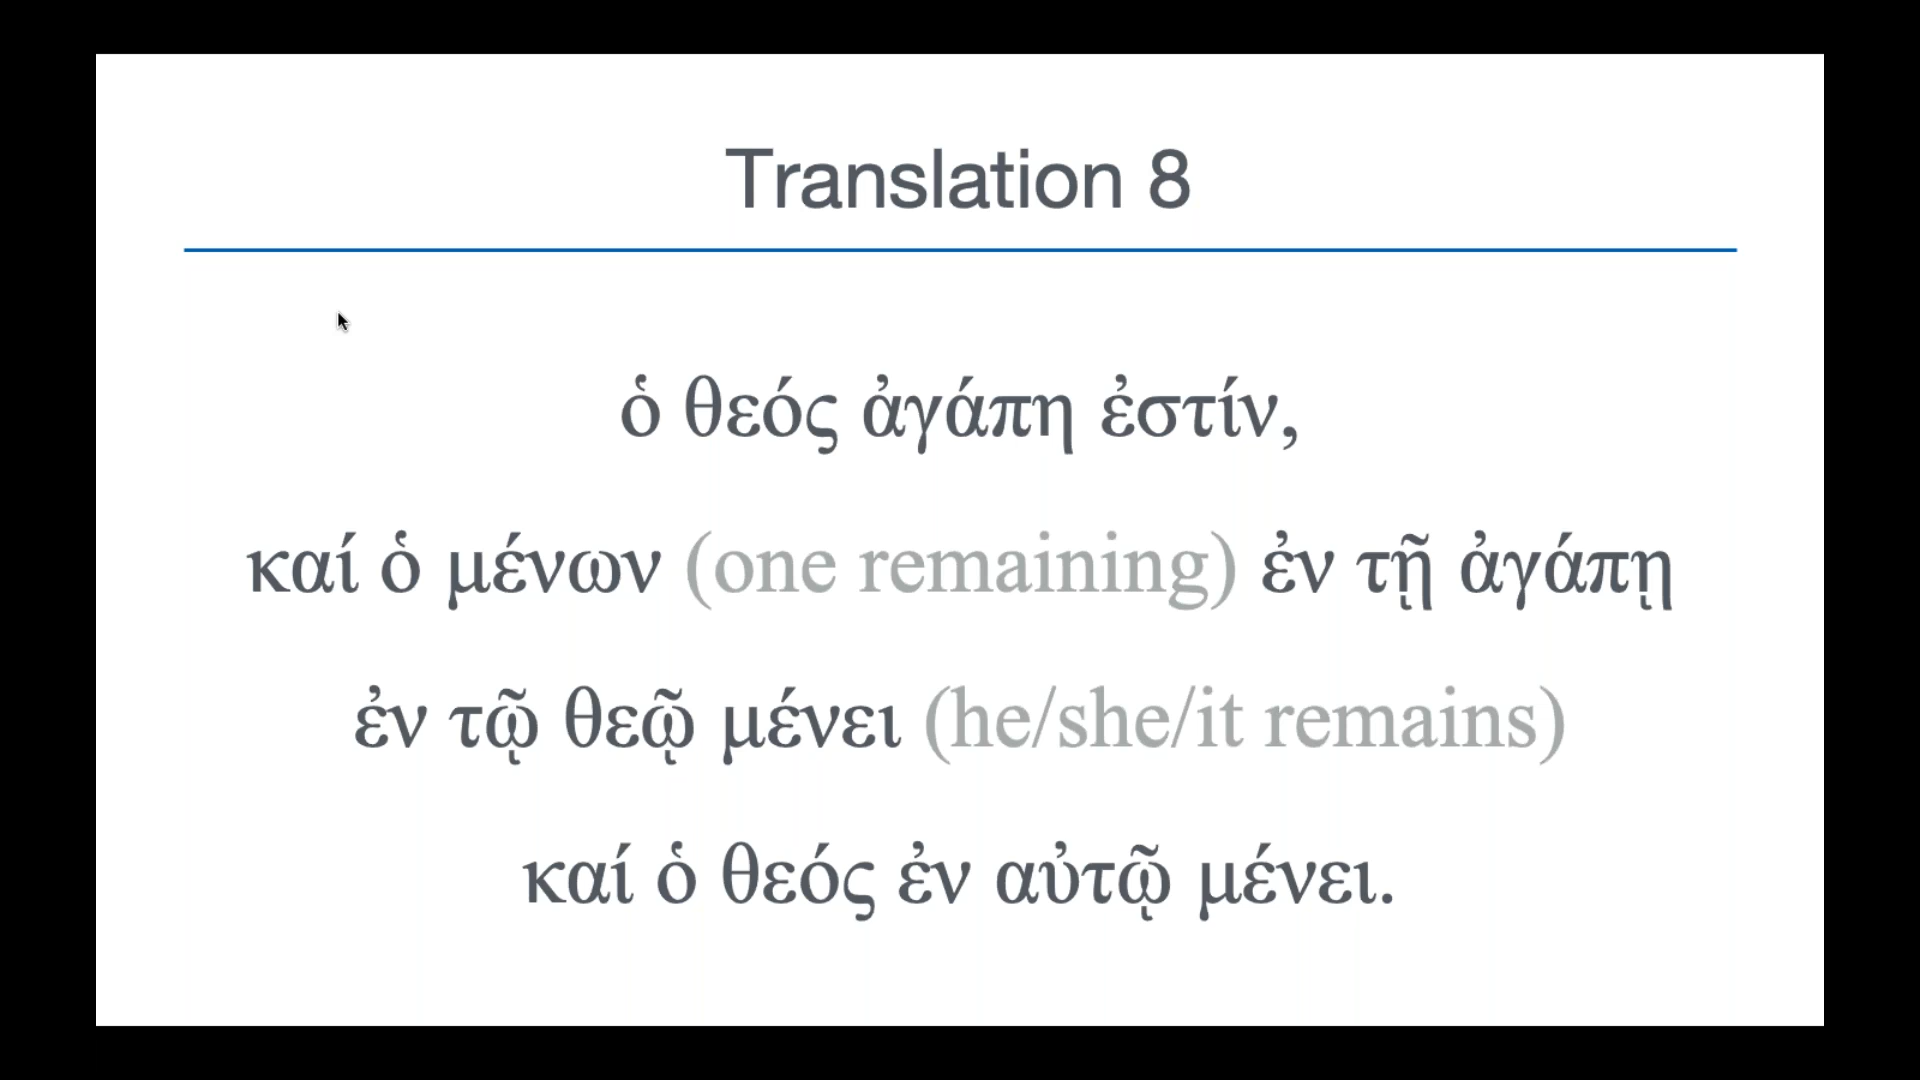 Translation 8
ὁ θεός ἀγάπη ἐστίν,
καί ὁ μένων (one remaining) ἐν τῇ ἀγάπῃ
ἐν τῷ θεῷ μένει (he/she/it remains)
καί ὁ θεός ἐν αὐτῷ μένει.